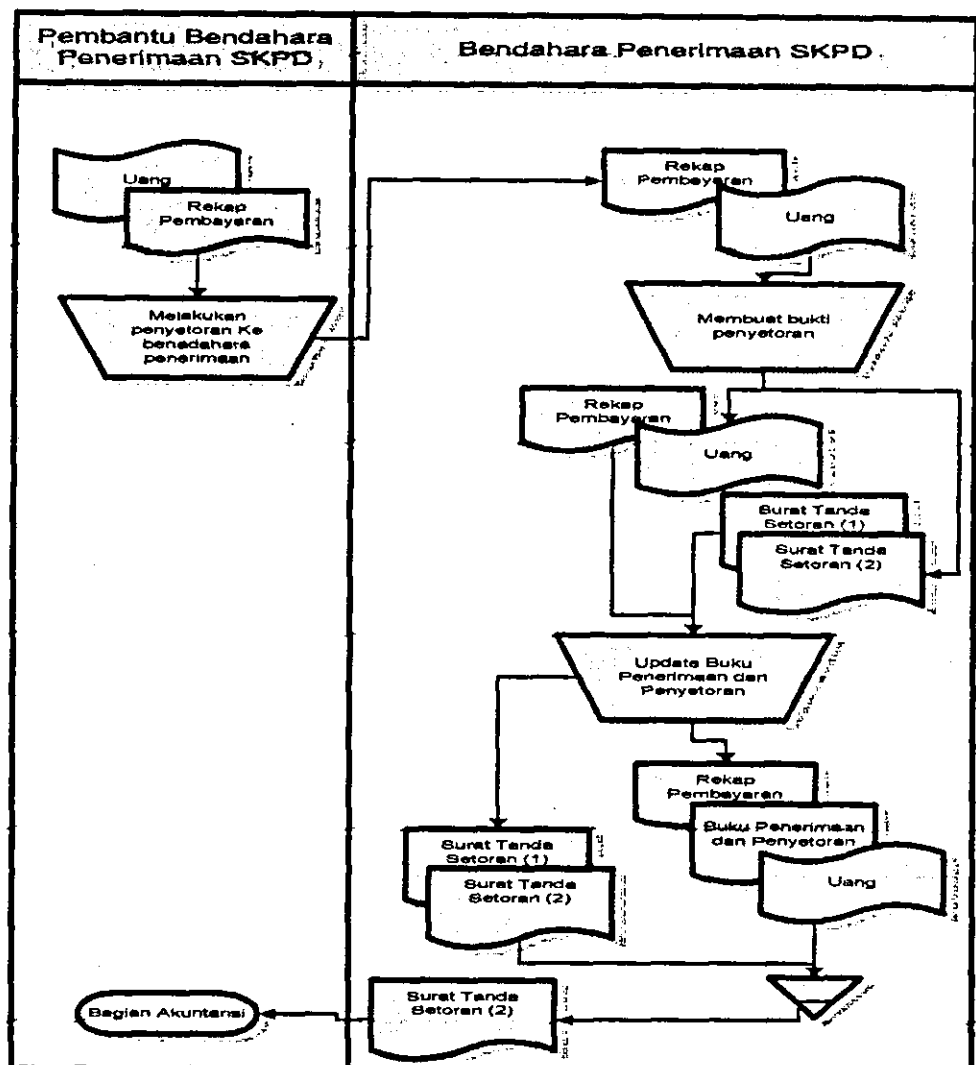 Pembantu Bendahara
Penerimaan SKPD
Bendahara Penerimaan SKPD
Uang
Rekap
Pembayaran
Melakukan
penyetoran Ke
benadahara
penerimaan
Rekap
Pembayaran
Uang
Membuat bukti
penyetoran
Rekap
Pembayaran
Uang
Surat Tanda
Setoran (1)
Surat Tanda
Setoran (2)
Update Buku
Penerimaan dan
Penyetoran
Rekap
Pembayaran
Buku Penerimaan
dan Penyetoran
Uang
Surat Tanda
Setoran (1)
Surat Tanda
Setoran (2)
Surat Tanda
Setoran (2)
Bagian Akuntansi